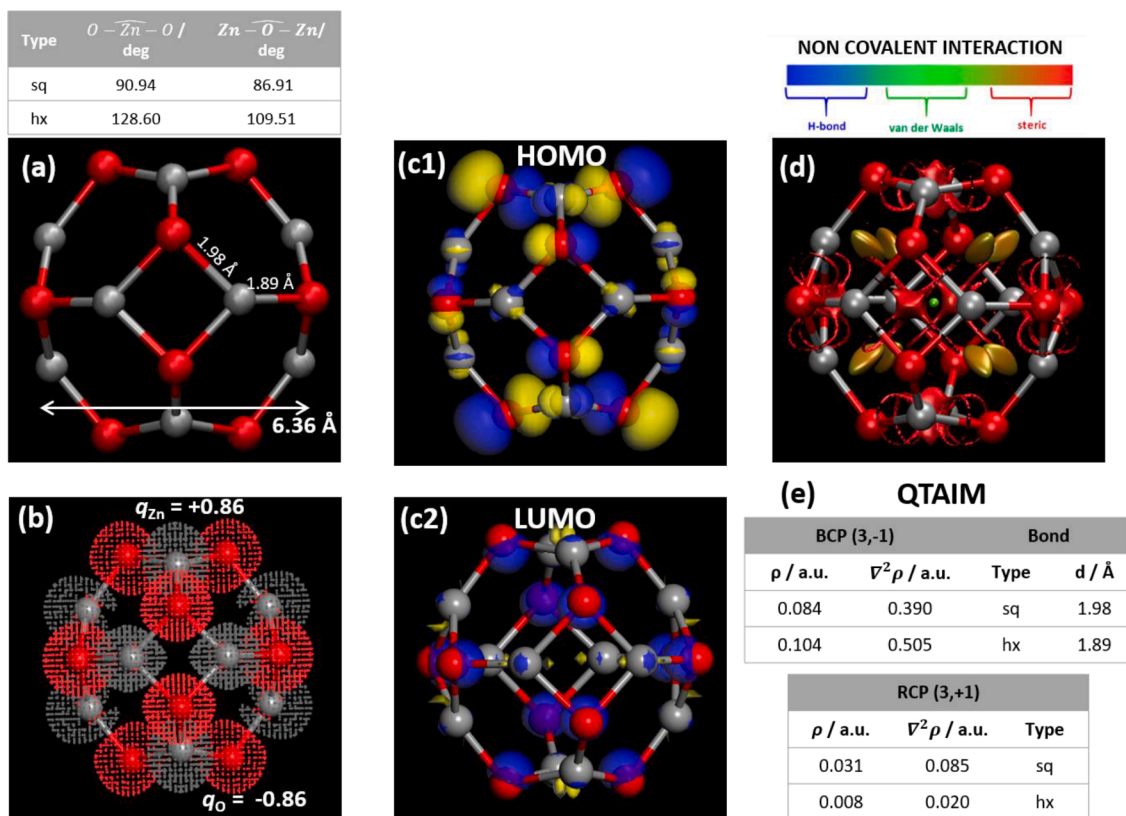 Type O – Zn – O / deg Zn – O – Zn/ deg
sq 90.94 86.91
hx 128.60 109.51
(a)
1.98 Å
1.89 Å
6.36 Å
(b)
qZn = +0.86
qO = -0.86
(c1)
HOMO
(c2)
LUMO
NON COVALENT INTERACTION
H-bond van der Waals steric
(d)
(e) QTAIM
BCP (3,-1) Bond
ρ / a.u. ∇²ρ / a.u. Type d / Å
0.084 0.390 sq 1.98
0.104 0.505 hx 1.89
RCP (3,+1)
ρ / a.u. ∇²ρ / a.u. Type
0.031 0.085 sq
0.008 0.020 hx